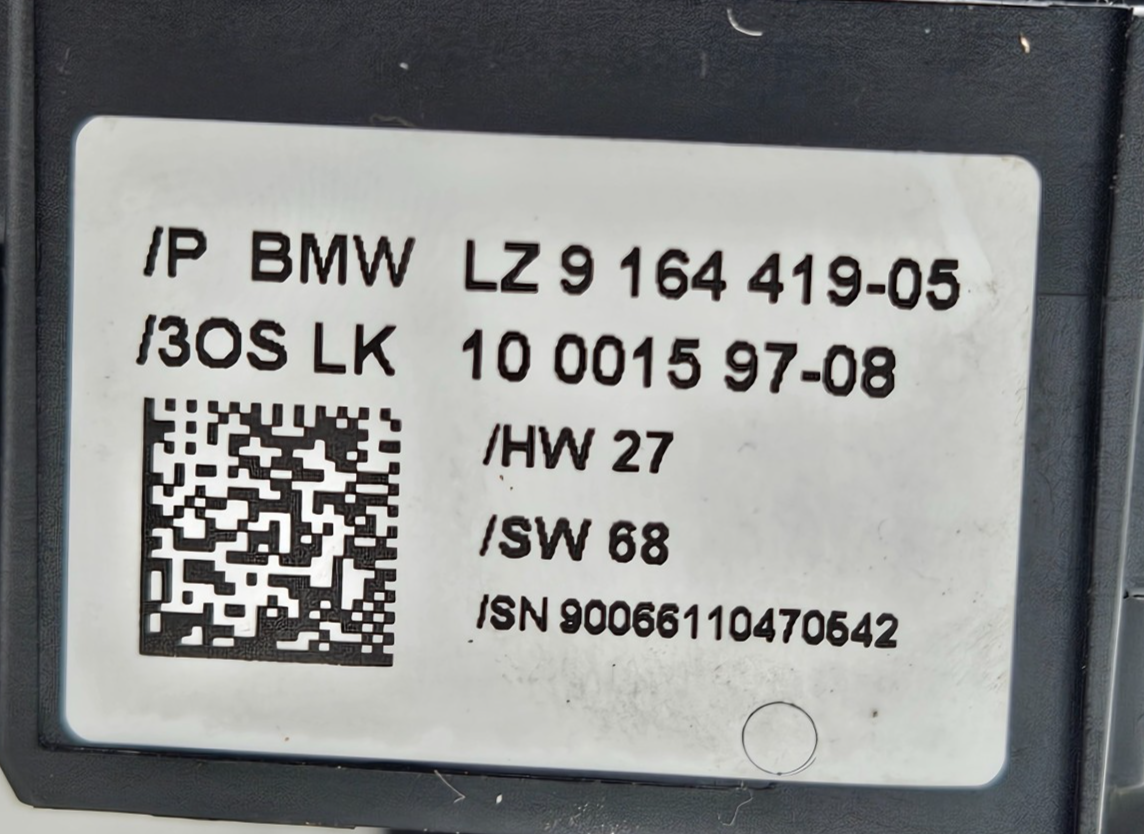 /P BMW LZ 9 164 419-05
/3OS LK 10 0015 97-08
/HW 27
/SW 68
/SN 90066110470542